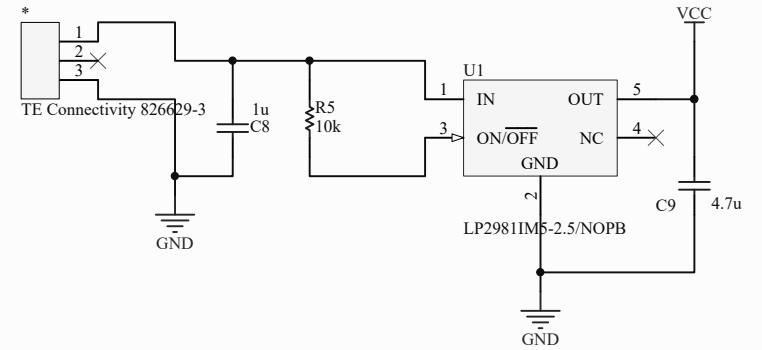 *
1
2
3
TE Connectivity 826629-3
1u
C8
R5
10k
U1
1
IN
OUT
5
3
ON/OFF
NC
4
GND
2
LP2981IM5-2.5/NOPB
VCC
C9
4.7u
GND
GND